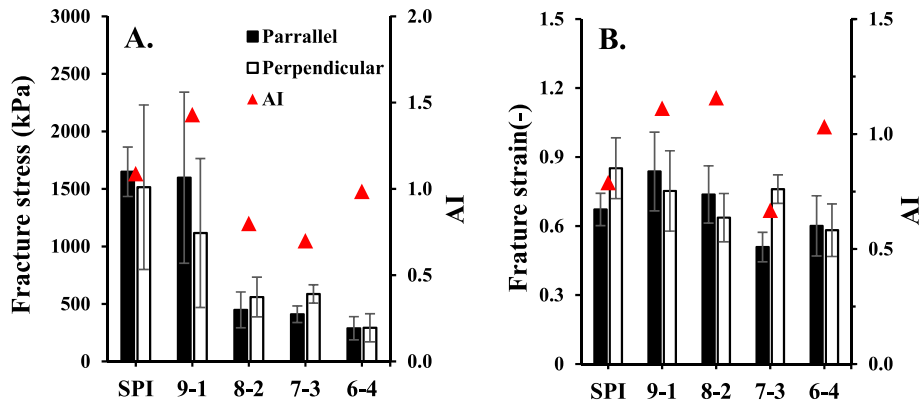 A.
Fracture stress (kPa)
3000
2500
2000
1500
1000
500
0
Parrallel
Perpendicular
AI
2.0
1.5
1.0
0.5
0.0
AI
SPI 9-1 8-2 7-3 6-4
B.
Frature strain(-)
1.5
1.2
0.9
0.6
0.3
0
1.5
1.0
0.5
0.0
AI
SPI 9-1 8-2 7-3 6-4